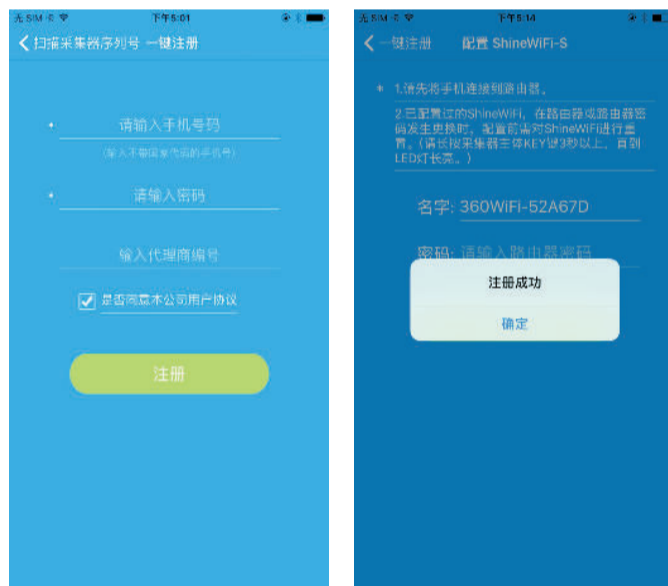 无 SIM 卡
下午5:01
扫描采集器序列号 一键注册
* 请输入手机号码
(输入不带国家代码的手机号)
* 请输入密码
输入代理商编号
是否同意本公司用户协议
注册
无 SIM 卡
下午5:14
一键注册 配置 ShineWiFi-S
* 1.请先将手机连接到路由器。
2.已配置过的ShineWiFi，在路由器或路由器密
码发生更换时，配置前需对ShineWiFi进行重
置。(请长按采集器主体KEY键3秒以上，直到
LED灯长亮。)
名字: 360WiFi-52A67D
密码: 请输入路由器密码
注册成功
确定